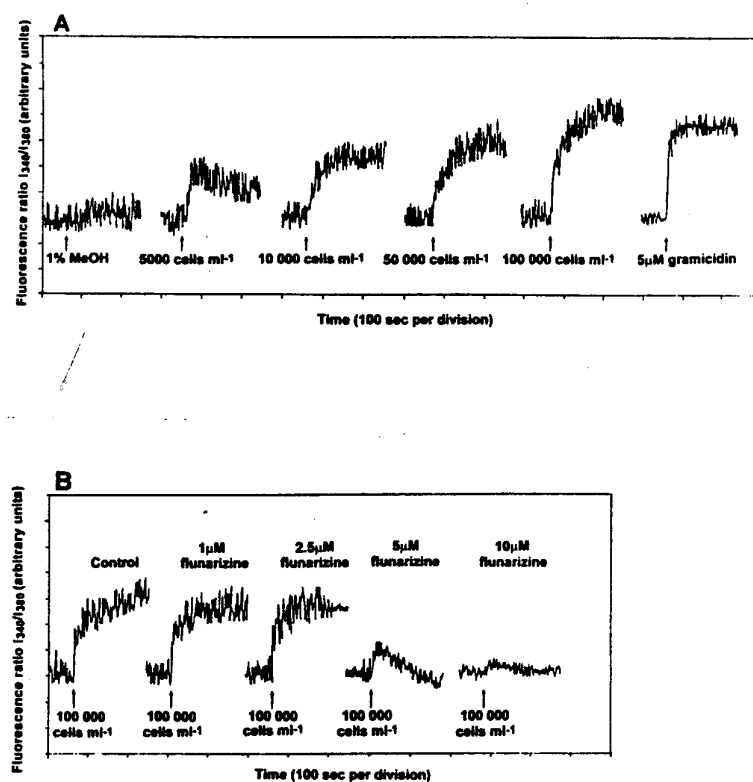 A
Fluorescence ratio I340/I380 (arbitrary units)
1% MeOH
5000 cells ml-1
10 000 cells ml-1
50 000 cells ml-1
100 000 cells ml-1
5µM gramicidin
Time (100 sec per division)
B
Fluorescence ratio I340/I380 (arbitrary units)
Control
1µM
flunarizine
2.5µM
flunarizine
5µM
flunarizine
10µM
flunarizine
100 000
cells ml-1
100 000
cells ml-1
100 000
cells ml-1
100 000
cells ml-1
100 000
cells ml-1
Time (100 sec per division)